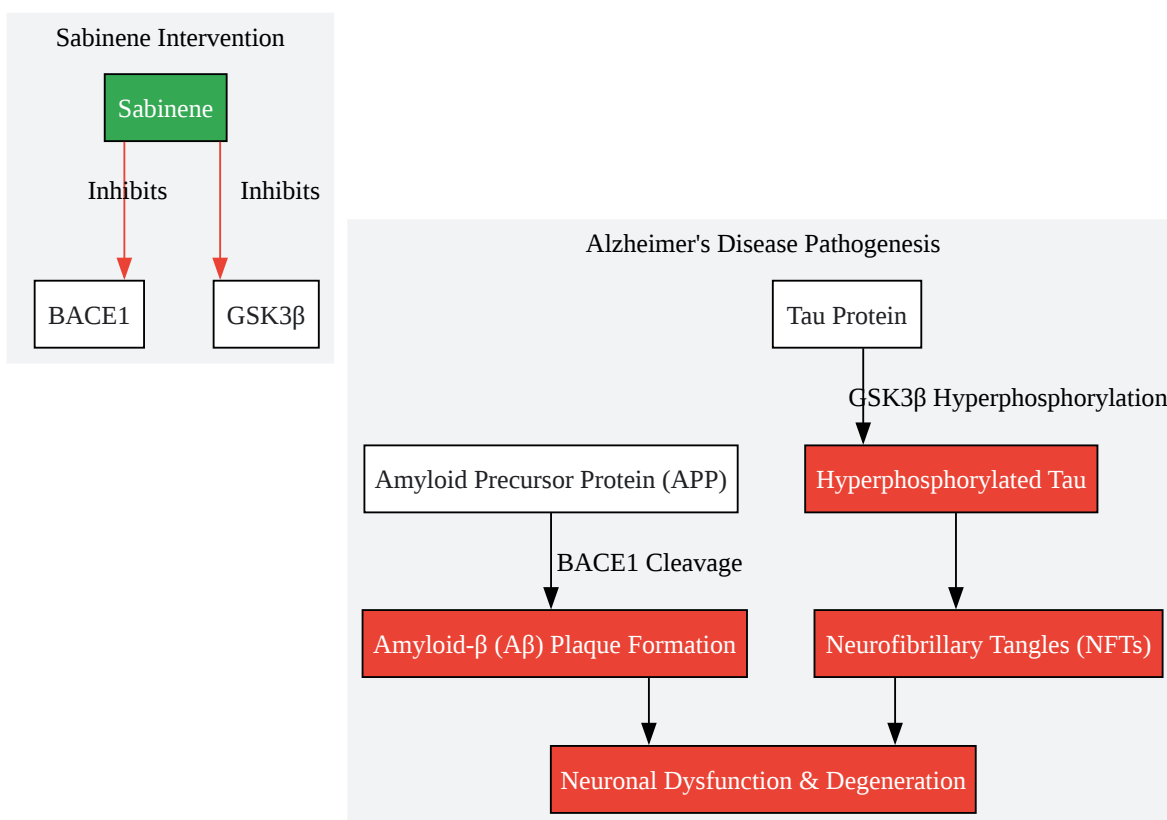 Sabinene Intervention
Sabinene
Inhibits
Inhibits
BACE1
GSK3β
Alzheimer's Disease Pathogenesis
Tau Protein
GSK3β Hyperphosphorylation
Amyloid Precursor Protein (APP)
Hyperphosphorylated Tau
BACE1 Cleavage
Amyloid-β (Aβ) Plaque Formation
Neurofibrillary Tangles (NFTs)
Neuronal Dysfunction & Degeneration